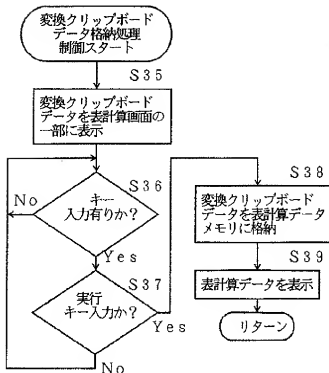 変換クリップボード
データ格納処理
制御スタート
S35
変換クリップボード
データを表計算画面の
一部に表示
S36
キー
入力有りか?
No
Yes
S37
実行
キー入力か?
Yes
No
S38
変換クリップボード
データを表計算データ
メモリに格納
S39
表計算データを表示
リターン